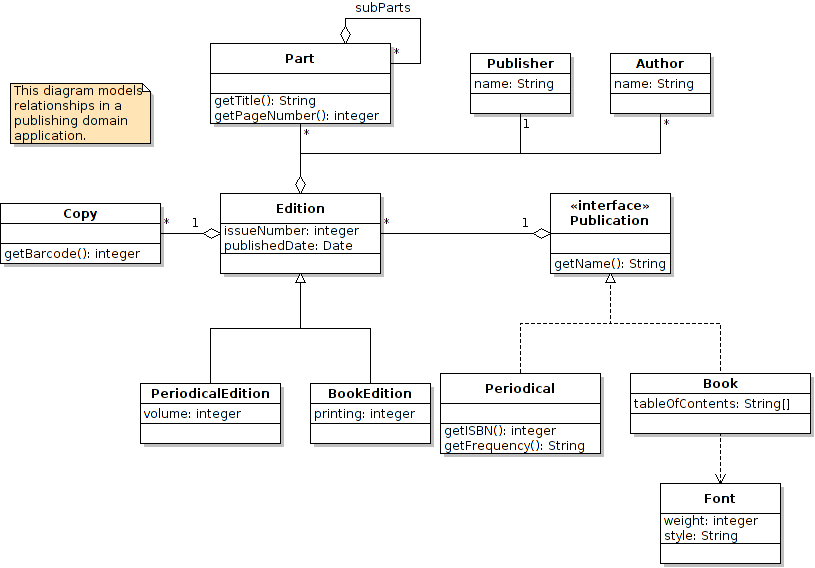 subParts
*
Part
getTitle(): String
getPageNumber(): integer
*
Publisher
name: String
1
Author
name: String
*
This diagram models
relationships in a
publishing domain
application.
Copy
getBarcode(): integer
*
1
Edition
issueNumber: integer
publishedDate: Date
*
1
«interface»
Publication
getName(): String
PeriodicalEdition
volume: integer
BookEdition
printing: integer
Periodical
getISBN(): integer
getFrequency(): String
Book
tableOfContents: String[]
Font
weight: integer
style: String